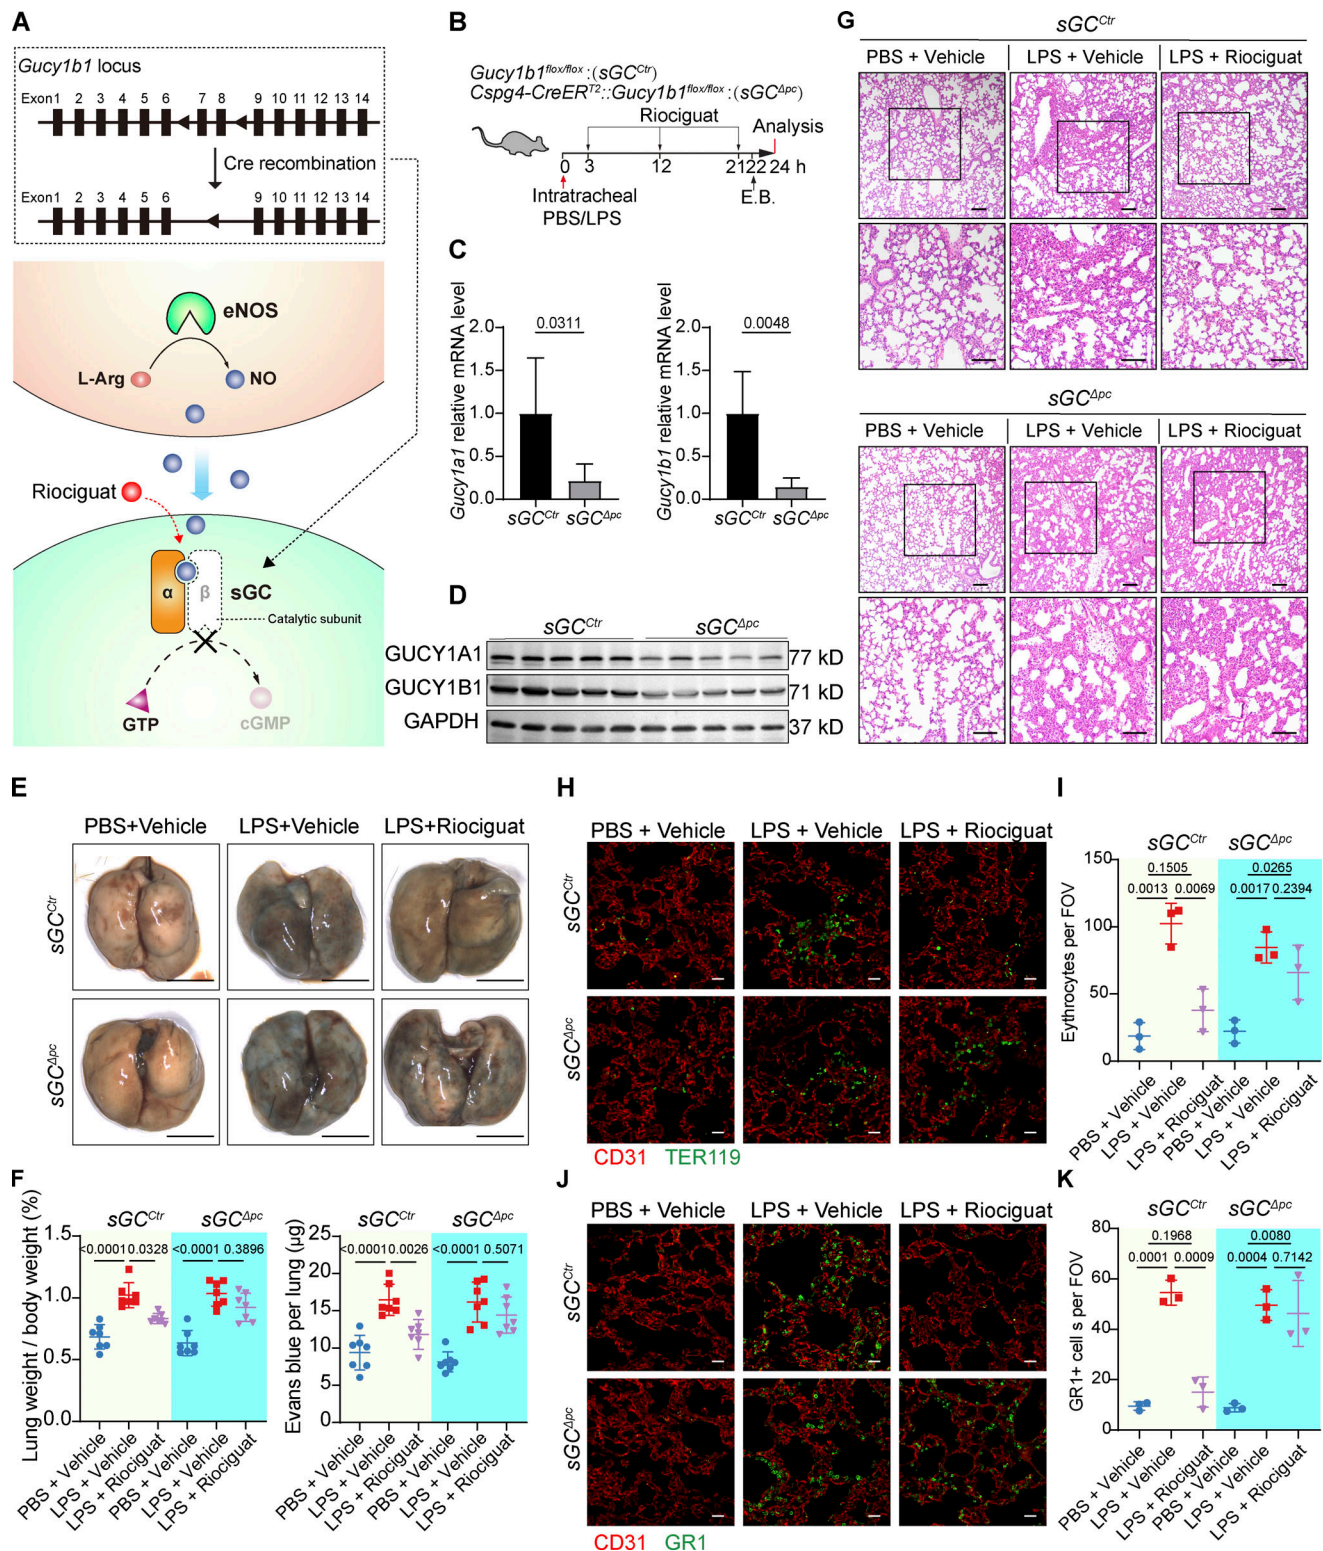 A
Gucy1b1 locus
Exon1 2 3 4 5 6 7 8 9 10 11 12 13 14
Cre recombination
Exon1 2 3 4 5 6 9 10 11 12 13 14
eNOS
L-Arg
NO
Riociguat
α
β
sGC
Catalytic subunit
GTP
cGMP
B
Gucy1b1flox/flox:(sGCCtr)
Cspg4-CreERT2::Gucy1b1flox/flox:(sGCΔpc)
Riociguat
Analysis
0 3 12 21 22 24 h
Intratracheal
PBS/LPS
E.B.
C
Gucy1a1 relative mRNA level
2.0
1.5
1.0
0.5
0.0
0.0311
sGCCtr sGCΔpc
Gucy1b1 relative mRNA level
2.0
1.5
1.0
0.5
0.0
0.0048
sGCCtr sGCΔpc
D
sGCCtr sGCΔpc
GUCY1A1 77 kD
GUCY1B1 71 kD
GAPDH 37 kD
E
PBS+Vehicle LPS+Vehicle LPS+Riociguat
sGCCtr
sGCΔpc
F
Lung weight / body weight (%)
1.5
1.0
0.5
0.0
sGCCtr sGCΔpc
<0.0001 0.0328 <0.0001 0.3896
PBS + Vehicle
LPS + Vehicle
LPS + Riociguat
PBS + Vehicle
LPS + Vehicle
LPS + Riociguat
Evans blue per lung (µg)
25
20
15
10
5
0
sGCCtr sGCΔpc
<0.0001 0.0026 <0.0001 0.5071
PBS + Vehicle
LPS + Vehicle
LPS + Riociguat
PBS + Vehicle
LPS + Vehicle
LPS + Riociguat
G
sGCCtr
PBS + Vehicle LPS + Vehicle LPS + Riociguat
sGCΔpc
PBS + Vehicle LPS + Vehicle LPS + Riociguat
H
PBS + Vehicle LPS + Vehicle LPS + Riociguat
sGCCtr
sGCΔpc
CD31 TER119
I
Eythrocytes per FOV
150
100
50
0
sGCCtr sGCΔpc
0.1505 0.0265
0.0013 0.0069 0.0017 0.2394
PBS + Vehicle
LPS + Vehicle
LPS + Riociguat
PBS + Vehicle
LPS + Vehicle
LPS + Riociguat
J
PBS + Vehicle LPS + Vehicle LPS + Riociguat
sGCCtr
sGCΔpc
CD31 GR1
K
GR1+ cell s per FOV
80
60
40
20
0
sGCCtr sGCΔpc
0.1968 0.0080
0.0001 0.0009 0.0004 0.7142
PBS + Vehicle
LPS + Vehicle
LPS + Riociguat
PBS + Vehicle
LPS + Vehicle
LPS + Riociguat